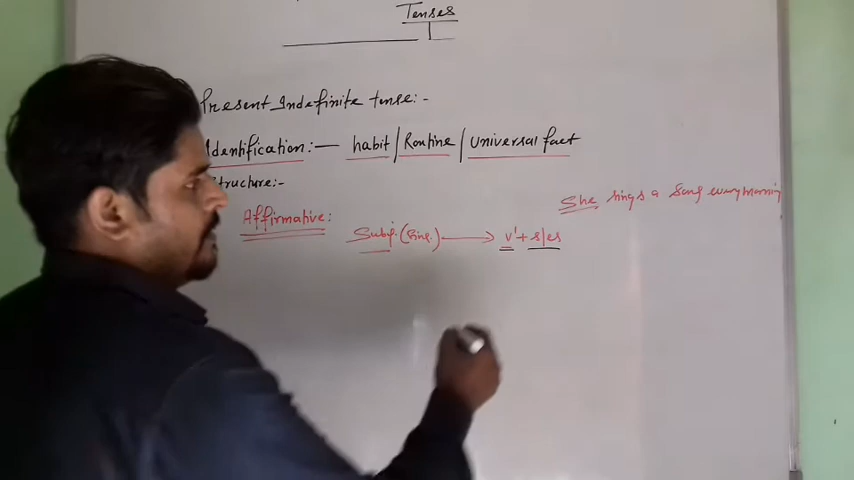 Tenses
Present Indefinite tense:-
Identification:— habit/Routine/Universal fact
Structure:-
She sings a Song every morning
Affirmative:
Subj.(Sing.) → v'+s/es